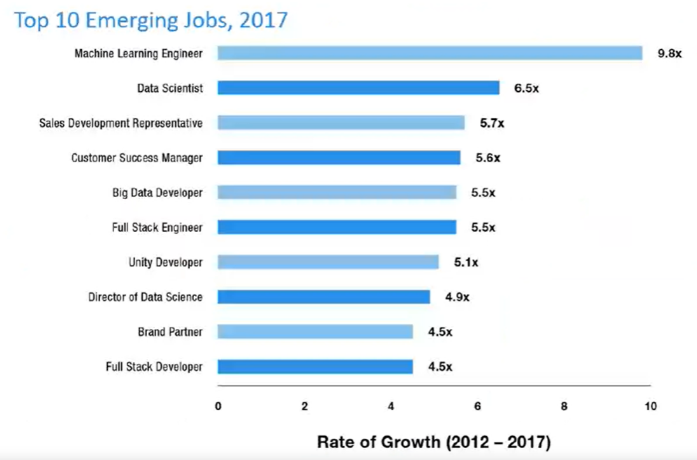 Top 10 Emerging Jobs, 2017
Machine Learning Engineer 9.8x
Data Scientist 6.5x
Sales Development Representative 5.7x
Customer Success Manager 5.6x
Big Data Developer 5.5x
Full Stack Engineer 5.5x
Unity Developer 5.1x
Director of Data Science 4.9x
Brand Partner 4.5x
Full Stack Developer 4.5x
0 2 4 6 8 10
Rate of Growth (2012 – 2017)